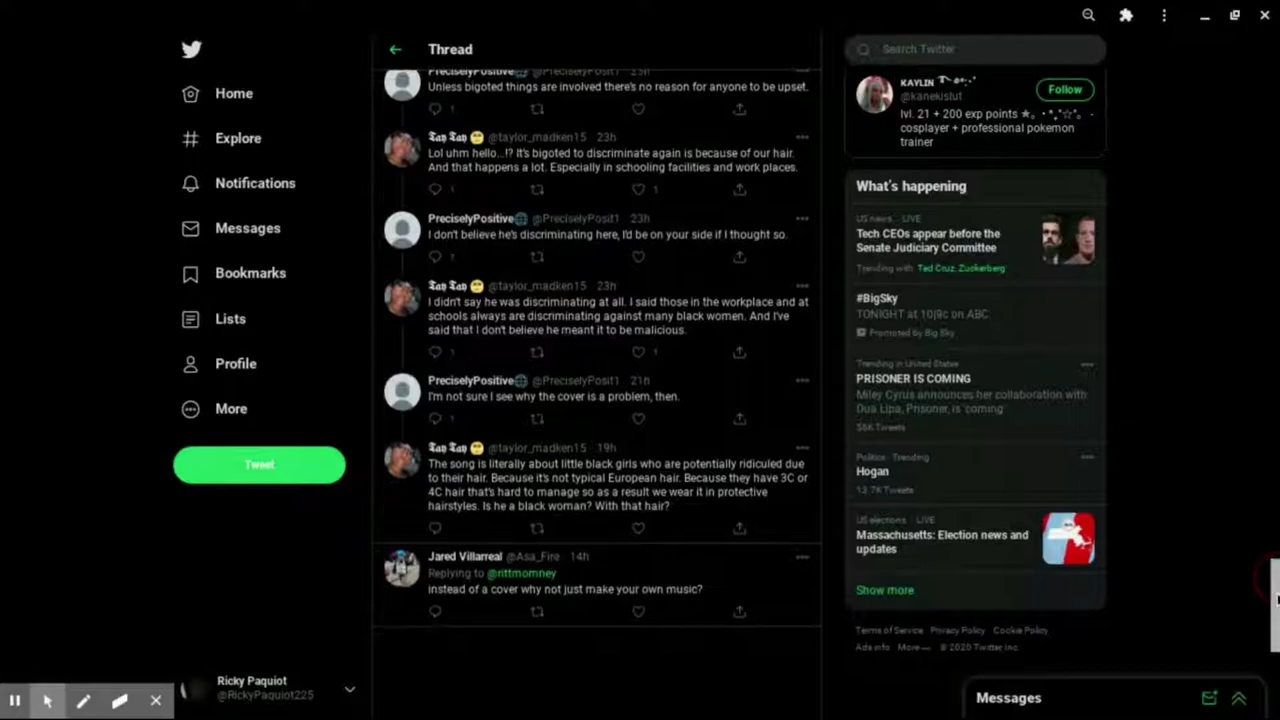 Home
Explore
Notifications
Messages
Bookmarks
Lists
Profile
More
Tweet
Ricky Paquiot
@RickyPaquiot225
Thread
PreciselyPositive @PreciselyPosit1 23h
Unless bigoted things are involved there's no reason for anyone to be upset.
1
𝕿𝖆𝖞 𝕿𝖆𝖞 @taylor_madken15 23h
Lol uhm hello...!? It's bigoted to discriminate again is because of our hair.
And that happens a lot. Especially in schooling facilities and work places.
1 1
PreciselyPositive @PreciselyPosit1 23h
I don't believe he's discriminating here, I'd be on your side if I thought so.
1
𝕿𝖆𝖞 𝕿𝖆𝖞 @taylor_madken15 23h
I didn't say he was discriminating at all. I said those in the workplace and at
schools always are discriminating against many black women. And I've
said that I don't believe he meant it to be malicious.
1 1
PreciselyPositive @PreciselyPosit1 21h
I'm not sure I see why the cover is a problem, then.
1
𝕿𝖆𝖞 𝕿𝖆𝖞 @taylor_madken15 19h
The song is literally about little black girls who are potentially ridiculed due
to their hair. Because it's not typical European hair. Because they have 3C or
4C hair that's hard to manage so as a result we wear it in protective
hairstyles. Is he a black woman? With that hair?
Jared Villarreal @Asa_Fire · 14h
Replying to @rittmomney
instead of a cover why not just make your own music?
Search Twitter
KAYLIN
@kanekislut
Follow
lvl. 21 + 200 exp points
cosplayer + professional pokemon
trainer
What's happening
US news · LIVE
Tech CEOs appear before the
Senate Judiciary Committee
Trending with Ted Cruz, Zuckerberg
#BigSky
TONIGHT at 10|9c on ABC
Promoted by Big Sky
Trending in United States
PRISONER IS COMING
Miley Cyrus announces her collaboration with
Dua Lipa, Prisoner, is 'coming'
Tweets
Politics · Trending
Hogan
13.7K Tweets
US elections · LIVE
Massachusetts: Election news and
updates
Show more
Terms of Service Privacy Policy Cookie Policy
Ads info More © 2020 Twitter, Inc.
Messages